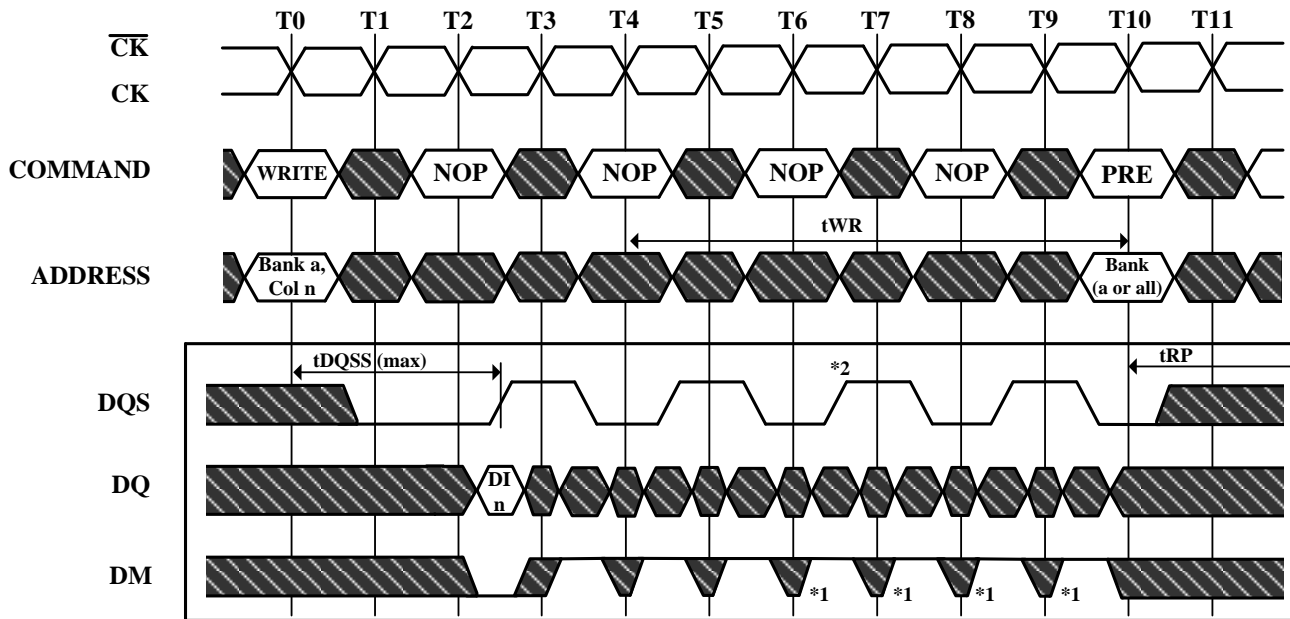 T0 T1 T2 T3 T4 T5 T6 T7 T8 T9 T10 T11
CK
CK
COMMAND
WRITE NOP NOP NOP NOP PRE
tWR
ADDRESS
Bank a,
Col n
Bank
(a or all)
tDQSS (max)
*2
tRP
DQS
DQ
DI
n
DM
*1 *1 *1 *1